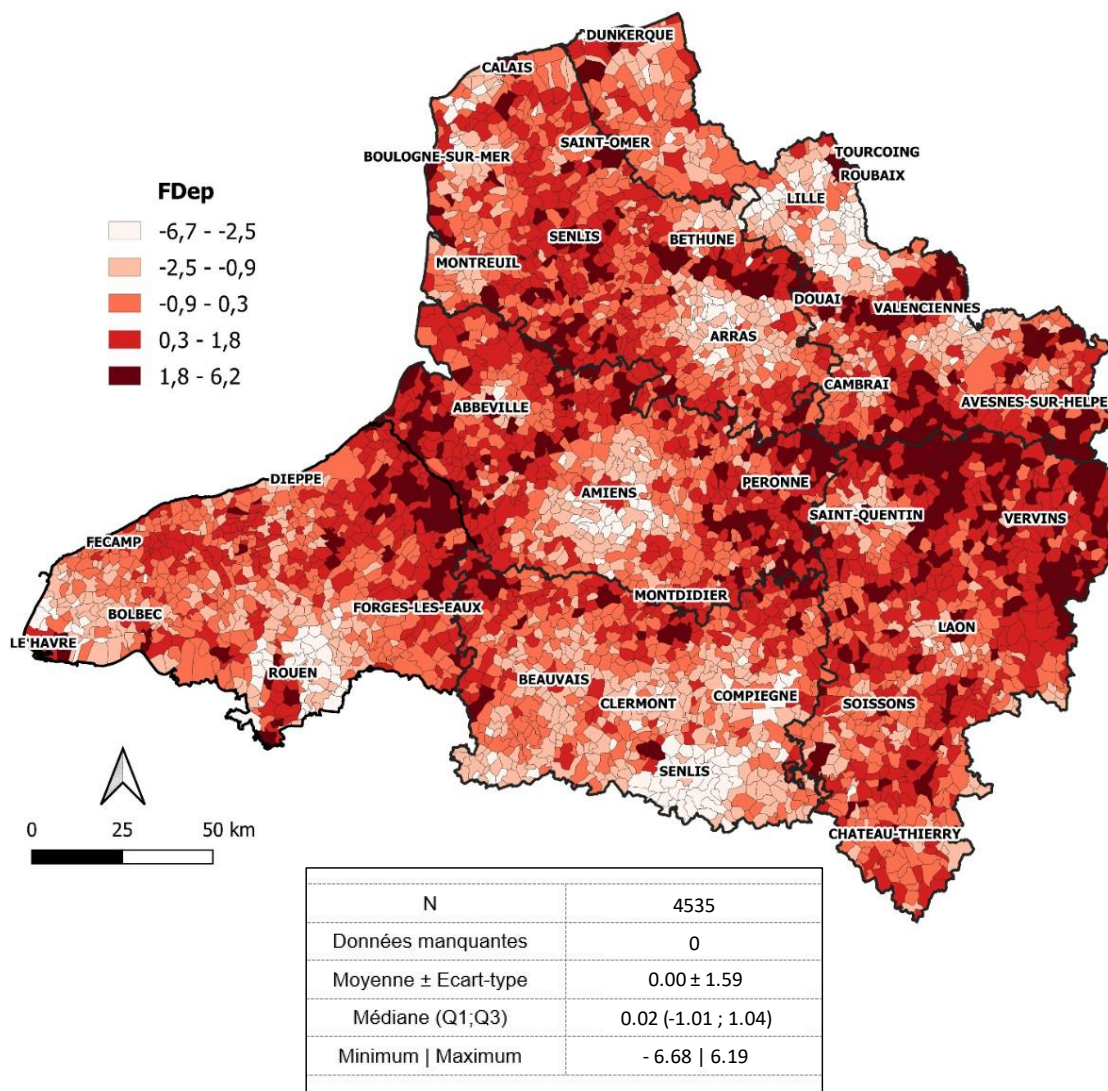 DUNKERQUE
CALAIS
SAINT-OMER
BOULOGNE-SUR-MER
TOURCOING
ROUBAIX
LILLE
FDep
-6,7 - -2,5
-2,5 - -0,9
-0,9 - 0,3
0,3 - 1,8
1,8 - 6,2
SENLIS
BETHUNE
MONTREUIL
DOUAI
VALENCIENNES
ARRAS
CAMBRAI
AVESNES-SUR-HELPE
ABBEVILLE
DIEPPE
AMIENS
PERONNE
SAINT-QUENTIN
VERVINS
FECAMP
BOLBEC
FORGES-LES-EAUX
MONTDIDIER
LAON
LE HAVRE
ROUEN
BEAUVAIS
CLERMONT
COMPIEGNE
SOISSONS
SENLIS
CHATEAU-THIERRY
0 25 50 km
N 4535
Données manquantes 0
Moyenne ± Ecart-type 0.00 ± 1.59
Médiane (Q1;Q3) 0.02 (-1.01 ; 1.04)
Minimum | Maximum - 6.68 | 6.19